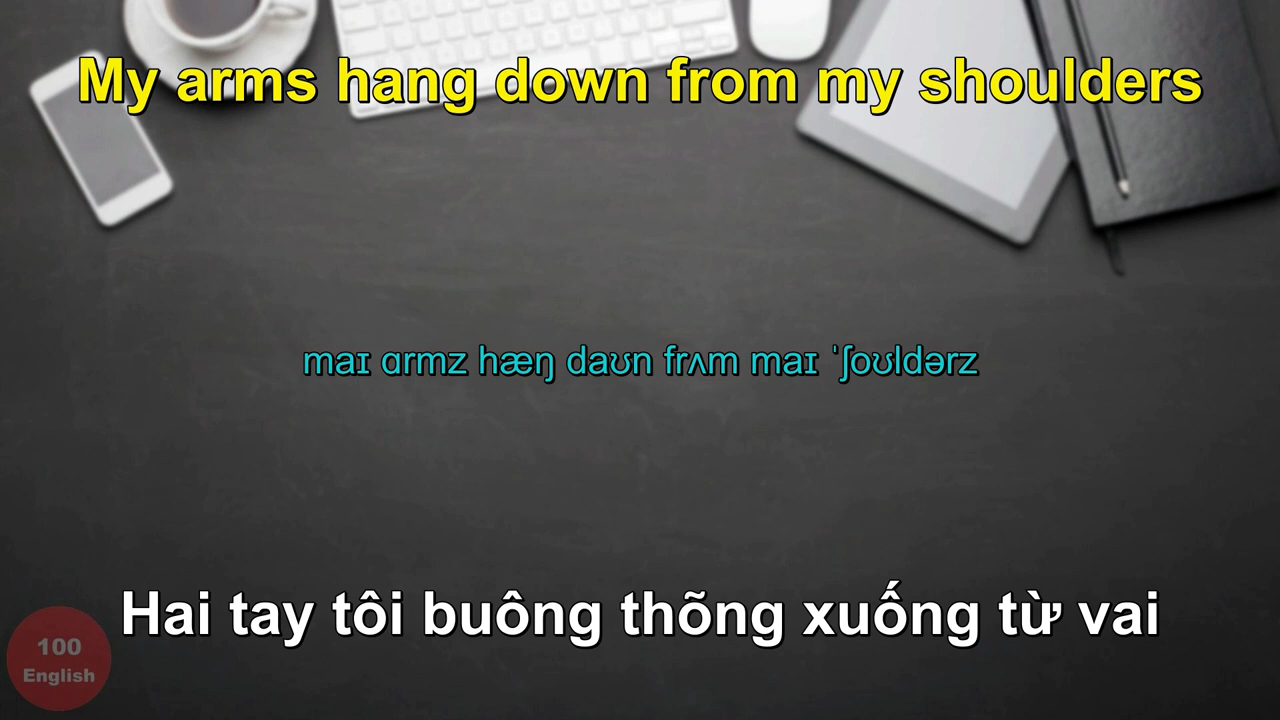 My arms hang down from my shoulders
maɪ ɑrmz hæŋ daʊn frʌm maɪ ˈʃoʊldərz
Hai tay tôi buông thõng xuống từ vai
100
English